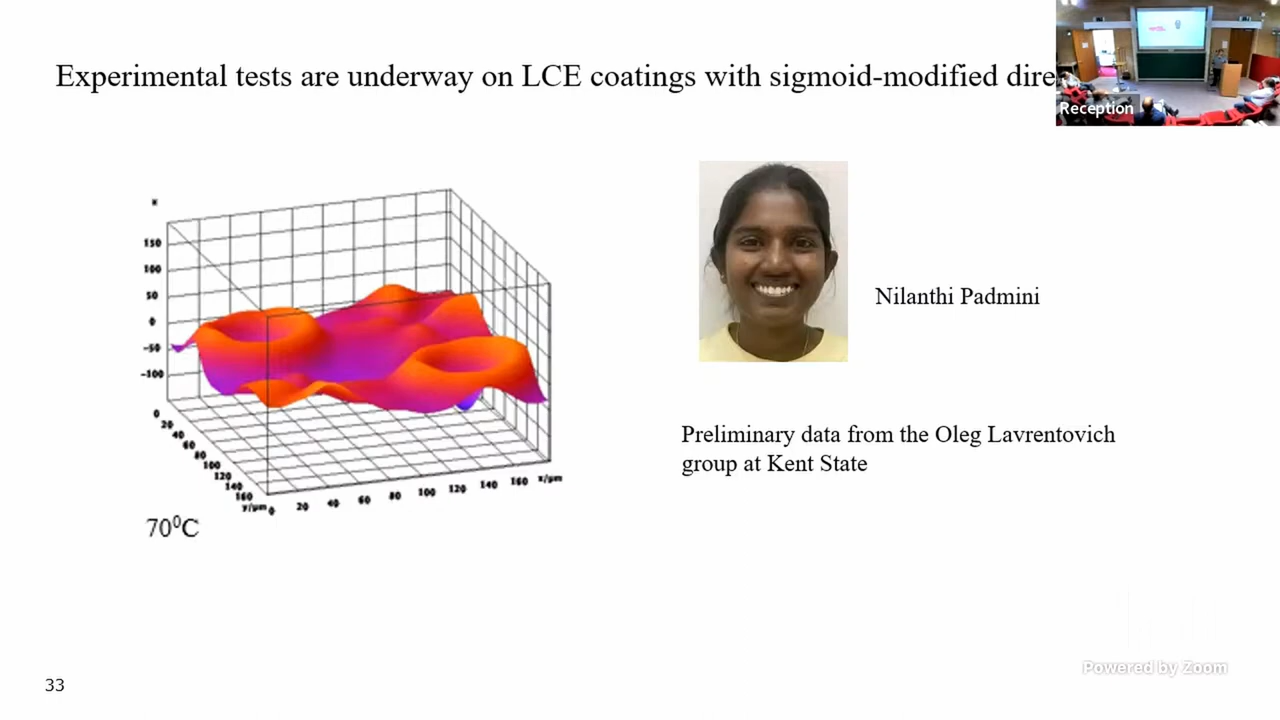 Experimental tests are underway on LCE coatings with sigmoid-modified dire
Reception
Nilanthi Padmini
Preliminary data from the Oleg Lavrentovich
group at Kent State
150
100
50
0
-50
-100
0
20
40
60
80
100
120
140
160
y/µm
0
20
40
60
80
100
120
140
160
x/µm
70⁰C
Powered by Zoom
33